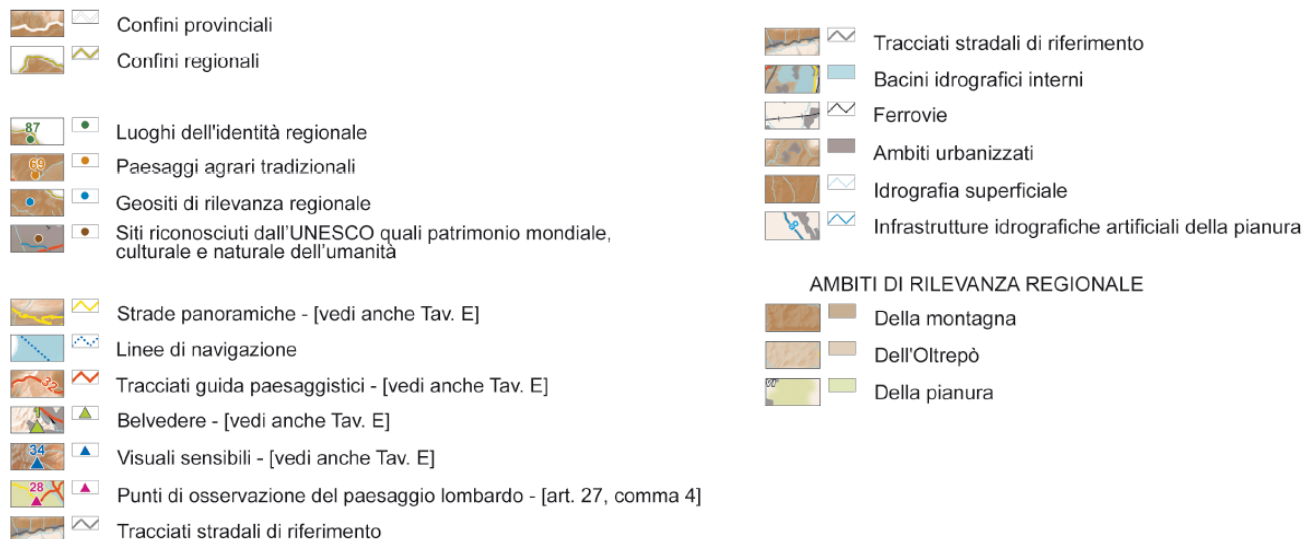 Confini provinciali
Confini regionali
87
Luoghi dell'identità regionale
69
Paesaggi agrari tradizionali
Geositi di rilevanza regionale
Siti riconosciuti dall'UNESCO quali patrimonio mondiale,
culturale e naturale dell'umanità
Strade panoramiche - [vedi anche Tav. E]
Linee di navigazione
32
Tracciati guida paesaggistici - [vedi anche Tav. E]
Belvedere - [vedi anche Tav. E]
34
Visuali sensibili - [vedi anche Tav. E]
28
Punti di osservazione del paesaggio lombardo - [art. 27, comma 4]
Tracciati stradali di riferimento
Tracciati stradali di riferimento
Bacini idrografici interni
Ferrovie
Ambiti urbanizzati
Idrografia superficiale
Infrastrutture idrografiche artificiali della pianura
AMBITI DI RILEVANZA REGIONALE
Della montagna
Dell'Oltrepò
Della pianura